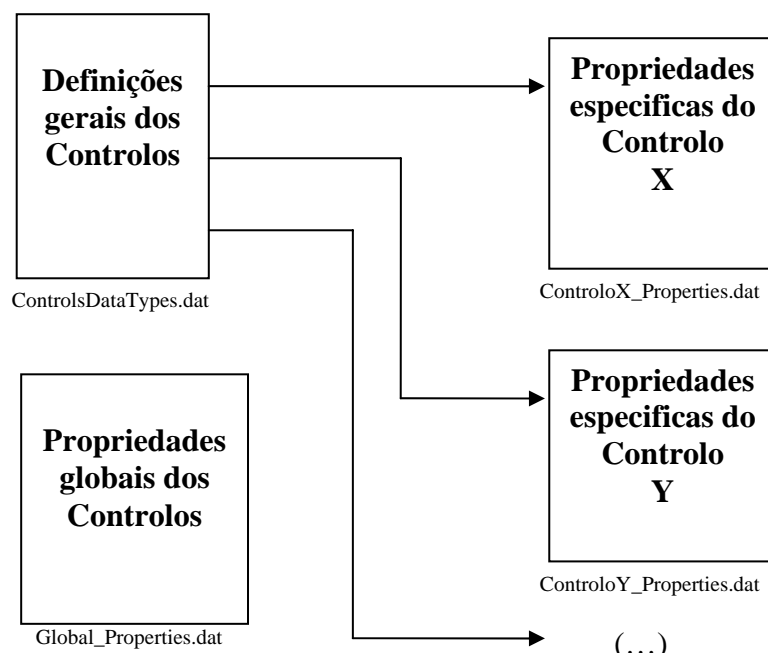 Definições
gerais dos
Controlos
ControlsDataTypes.dat
Propriedades
especificas do
Controlo
X
ControloX_Properties.dat
Propriedades
globais dos
Controlos
Global_Properties.dat
Propriedades
especificas do
Controlo
Y
ControloY_Properties.dat
(...)